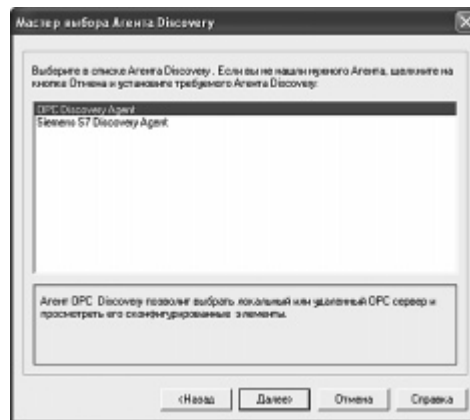 Мастер выбора Агента Discovery
Выберите в списке Агента Discovery. Если вы не нашли нужного Агента, щелкните на
кнопке Отмена и установите требуемого Агента Discovery:
OPC Discovery Agent
Siemens S7 Discovery Agent
Агент OPC Discovery позволит выбрать локальный или удаленный OPC сервер и
просмотреть его сконфигурированные элементы.
<Назад
Далее>
Отмена
Справка